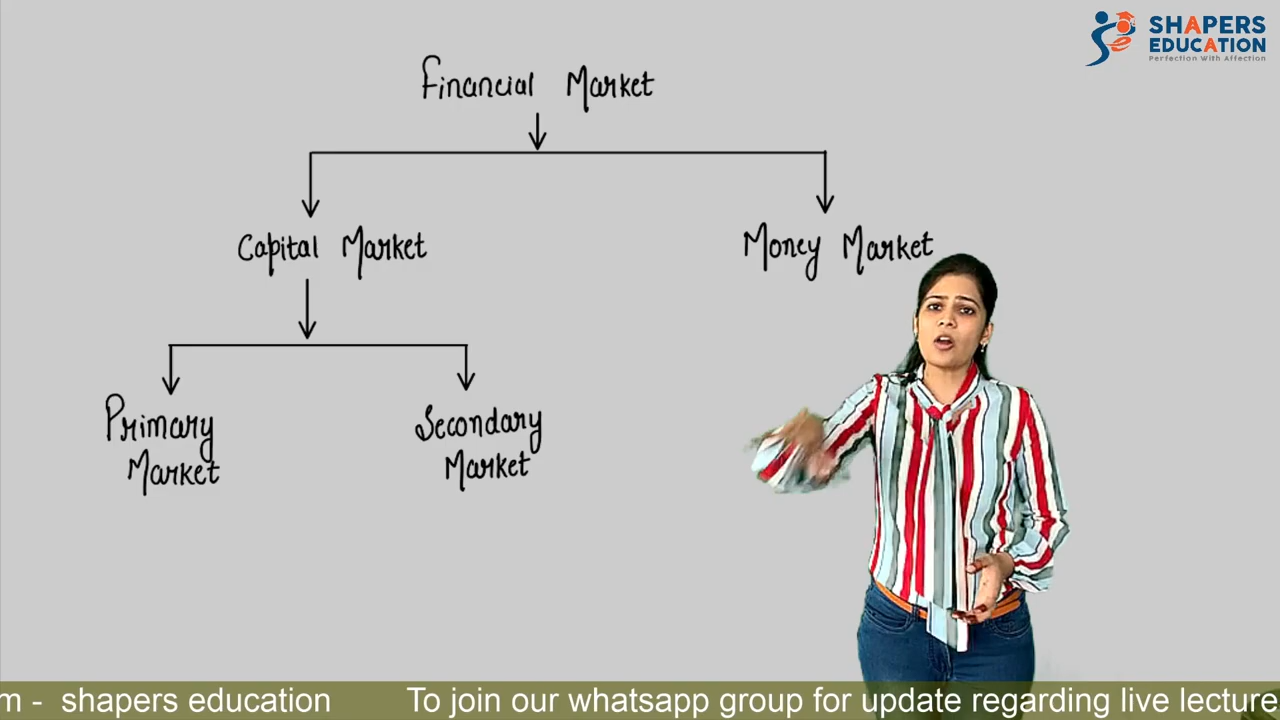 SHAPERS
EDUCATION
Perfection With Affection
Financial Market
Capital Market
Money Market
Primary
Market
Secondary
Market
m - shapers education To join our whatsapp group for update regarding live lecture